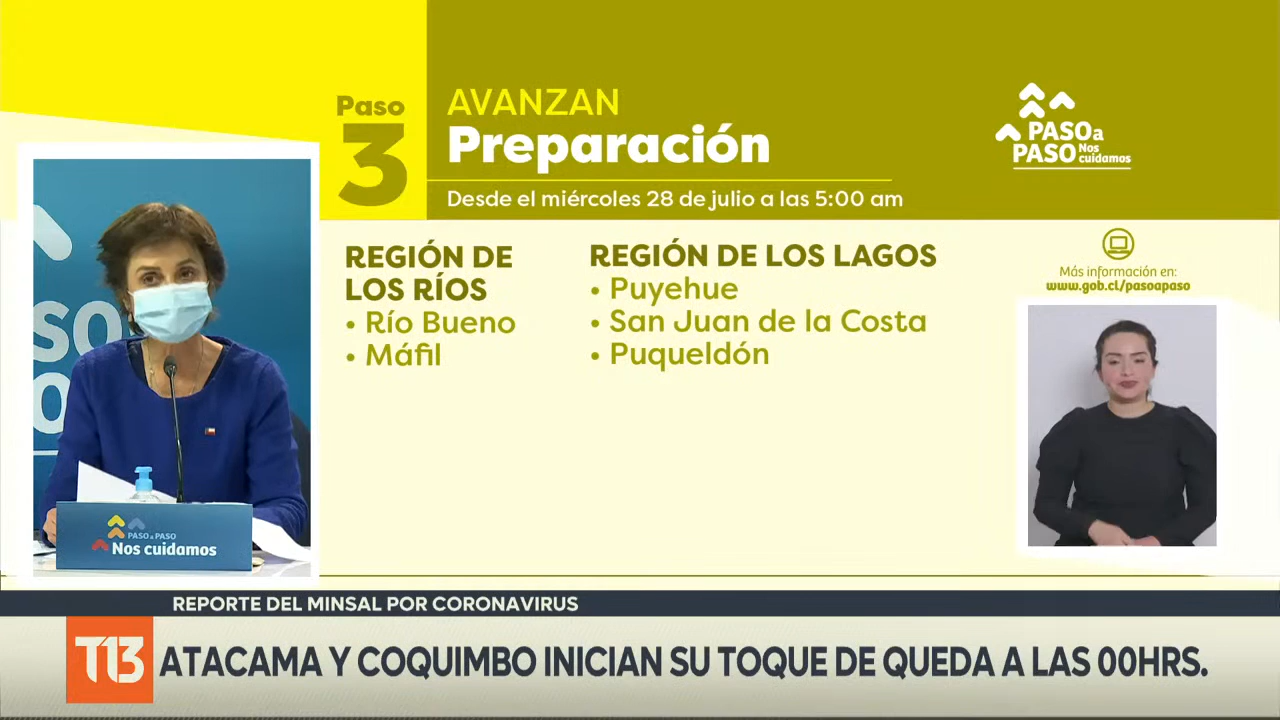 Paso
3
AVANZAN
Preparación
Desde el miércoles 28 de julio a las 5:00 am
PASO a
PASO Nos
cuidamos
REGIÓN DE
LOS RÍOS
• Río Bueno
• Máfil
REGIÓN DE LOS LAGOS
• Puyehue
• San Juan de la Costa
• Puqueldón
Más información en:
www.gob.cl/pasoapaso
so
o
PASO a PASO
Nos cuidamos
REPORTE DEL MINSAL POR CORONAVIRUS
T13
ATACAMA Y COQUIMBO INICIAN SU TOQUE DE QUEDA A LAS 00HRS.